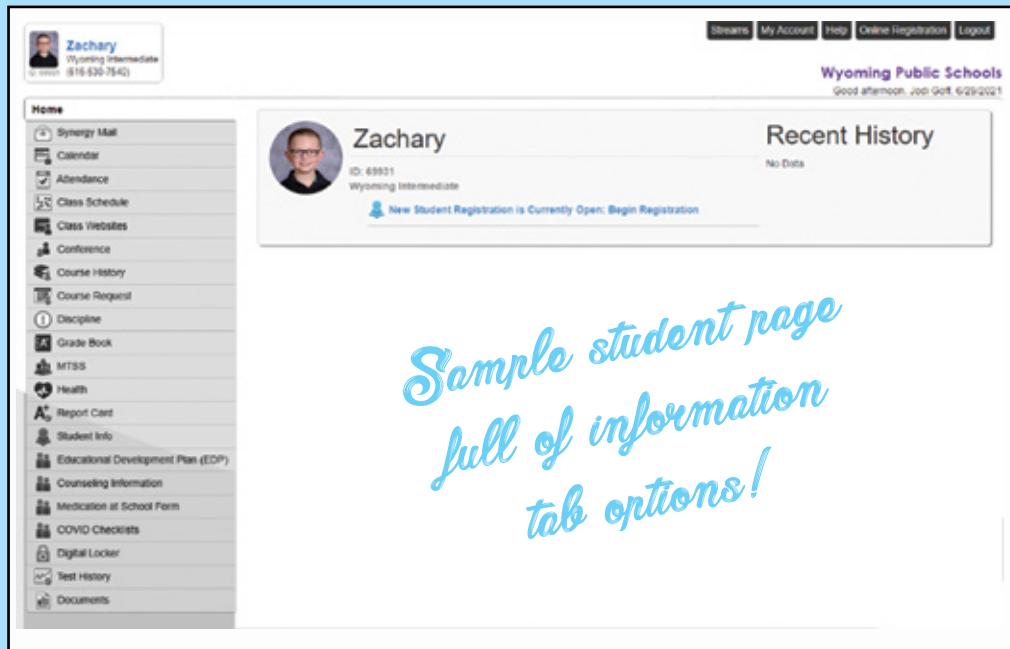 Zachary
Wyoming Intermediate
(616-530-7542)
Streams My Account Help Online Registration Logout
Wyoming Public Schools
Good afternoon, Jodi Goff, 6/29/2021
Home
Synergy Mail
Calendar
Attendance
Class Schedule
Class Websites
Conference
Course History
Course Request
Discipline
Grade Book
MTSS
Health
Report Card
Student Info
Educational Development Plan (EDP)
Counseling Information
Medication at School Form
COVID Checklists
Digital Locker
Test History
Documents
Zachary
ID: 69931
Wyoming Intermediate
New Student Registration is Currently Open: Begin Registration
Recent History
No Data
Sample student page
full of information
tab options!